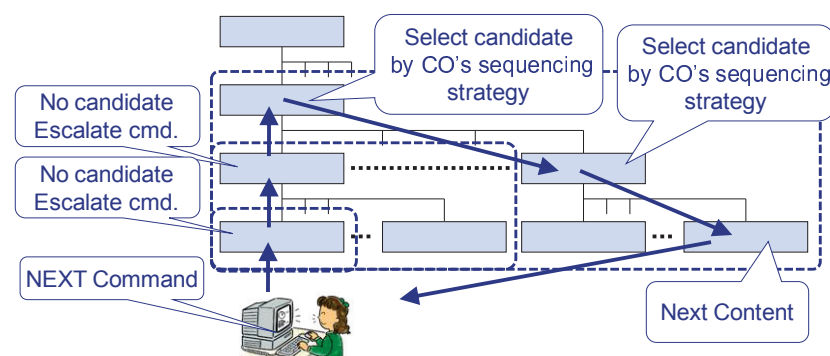 Select candidate
by CO's sequencing
strategy
Select candidate
by CO's sequencing
strategy
No candidate
Escalate cmd.
No candidate
Escalate cmd.
NEXT Command
Next Content